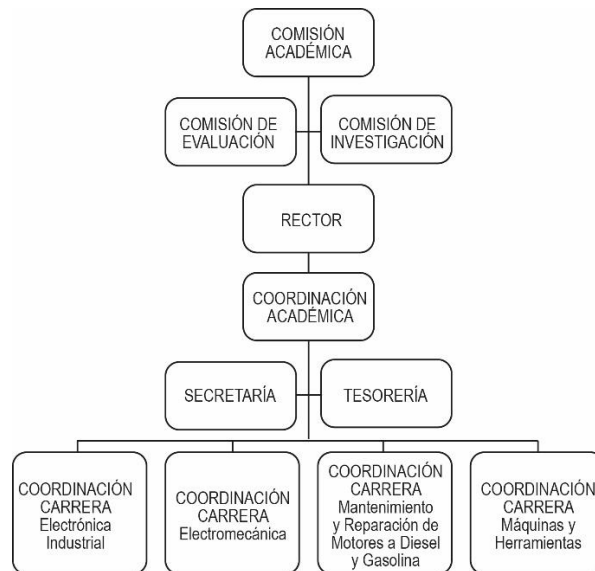 COMISIÓN
ACADÉMICA
COMISIÓN DE
EVALUACIÓN
COMISIÓN DE
INVESTIGACIÓN
RECTOR
COORDINACIÓN
ACADÉMICA
SECRETARÍA
TESORERÍA
COORDINACIÓN
CARRERA
Electrónica
Industrial
COORDINACIÓN
CARRERA
Electromecánica
COORDINACIÓN
CARRERA
Mantenimiento
y Reparación de
Motores a Diesel
y Gasolina
COORDINACIÓN
CARRERA
Máquinas y
Herramientas